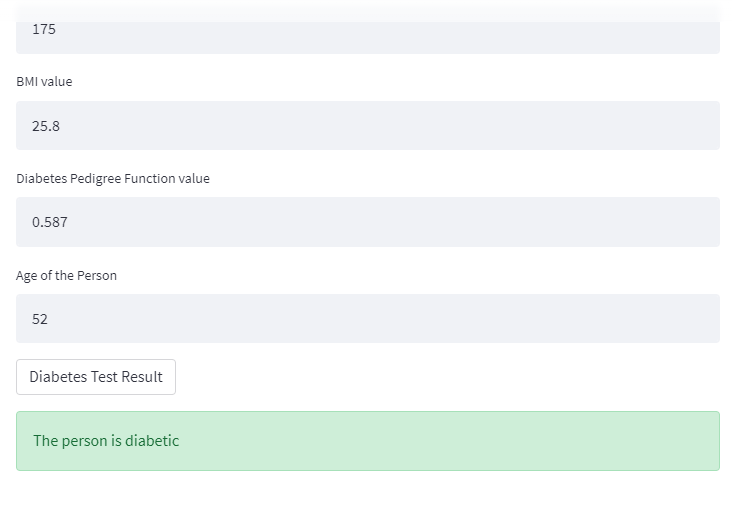 175
BMI value
25.8
Diabetes Pedigree Function value
0.587
Age of the Person
52
Diabetes Test Result
The person is diabetic